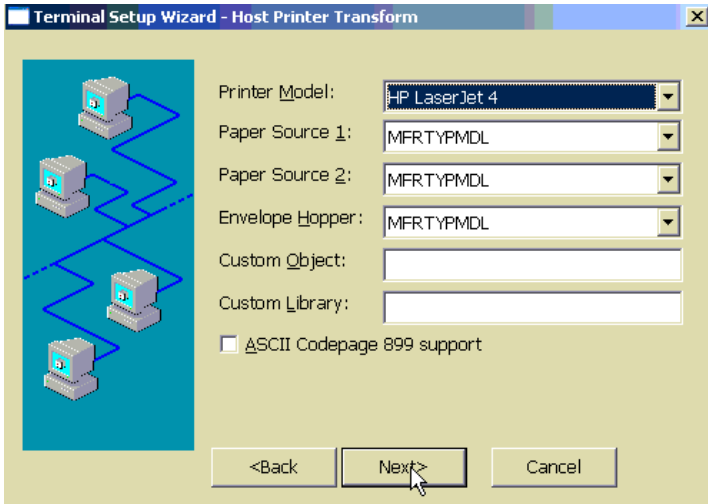 Terminal Setup Wizard - Host Printer Transform
Printer Model: HP LaserJet 4
Paper Source 1: MFRTYPMDL
Paper Source 2: MFRTYPMDL
Envelope Hopper: MFRTYPMDL
Custom Object:
Custom Library:
ASCII Codepage 899 support
<Back Next> Cancel